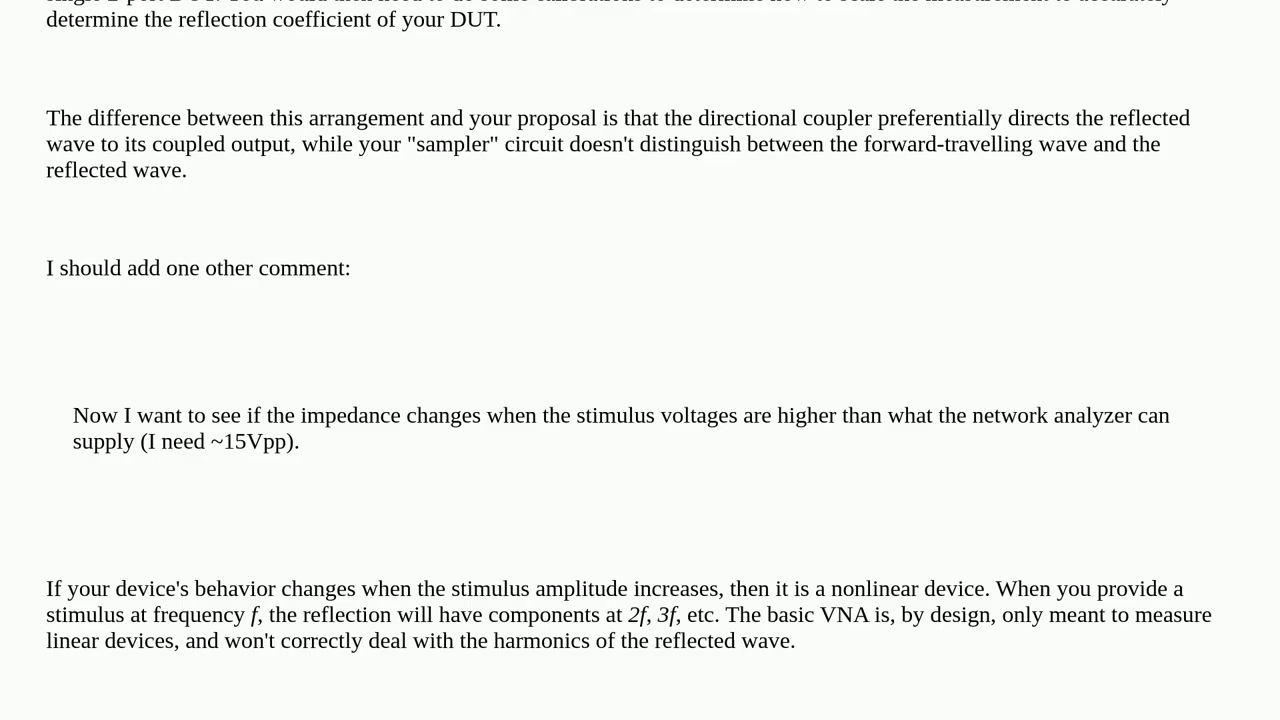 determine the reflection coefficient of your DUT.
The difference between this arrangement and your proposal is that the directional coupler preferentially directs the reflected
wave to its coupled output, while your "sampler" circuit doesn't distinguish between the forward-travelling wave and the
reflected wave.
I should add one other comment:
Now I want to see if the impedance changes when the stimulus voltages are higher than what the network analyzer can
supply (I need ~15Vpp).
If your device's behavior changes when the stimulus amplitude increases, then it is a nonlinear device. When you provide a
stimulus at frequency f, the reflection will have components at 2f, 3f, etc. The basic VNA is, by design, only meant to measure
linear devices, and won't correctly deal with the harmonics of the reflected wave.